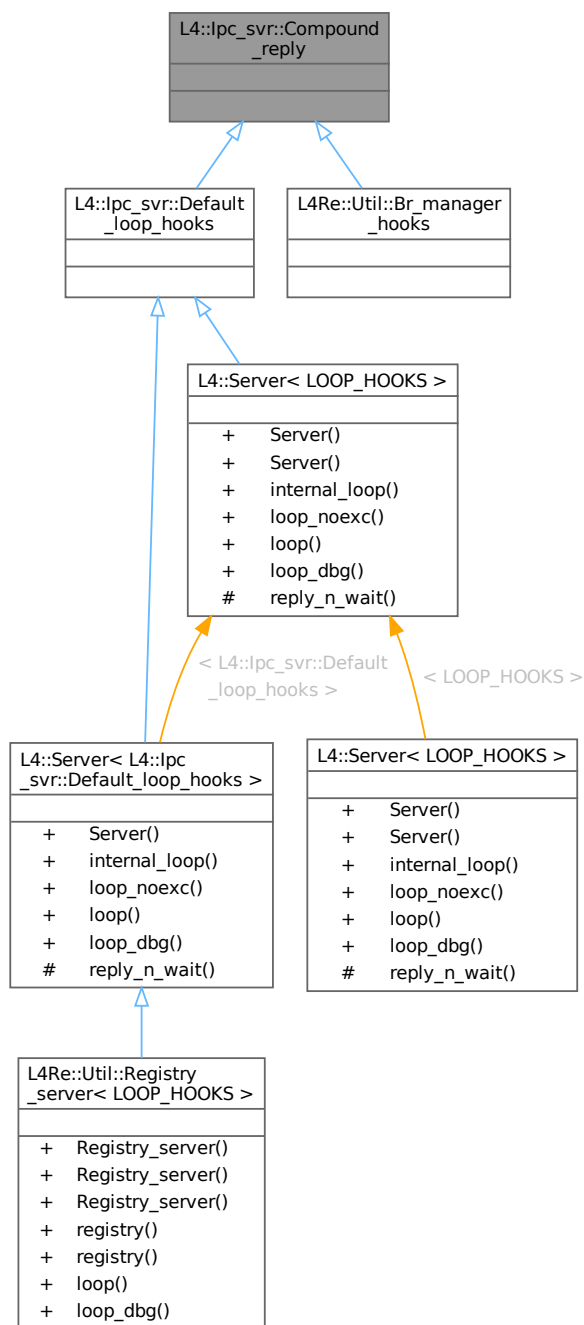 L4::Ipc_svr::Compound
_reply
L4::Ipc_svr::Default
_loop_hooks
L4Re::Util::Br_manager
_hooks
L4::Server< LOOP_HOOKS >
+ Server()
+ Server()
+ internal_loop()
+ loop_noexc()
+ loop()
+ loop_dbg()
# reply_n_wait()
< L4::Ipc_svr::Default
_loop_hooks >
< LOOP_HOOKS >
L4::Server< L4::Ipc
_svr::Default_loop_hooks >
+ Server()
+ internal_loop()
+ loop_noexc()
+ loop()
+ loop_dbg()
# reply_n_wait()
L4::Server< LOOP_HOOKS >
+ Server()
+ Server()
+ internal_loop()
+ loop_noexc()
+ loop()
+ loop_dbg()
# reply_n_wait()
L4Re::Util::Registry
_server< LOOP_HOOKS >
+ Registry_server()
+ Registry_server()
+ Registry_server()
+ registry()
+ registry()
+ loop()
+ loop_dbg()